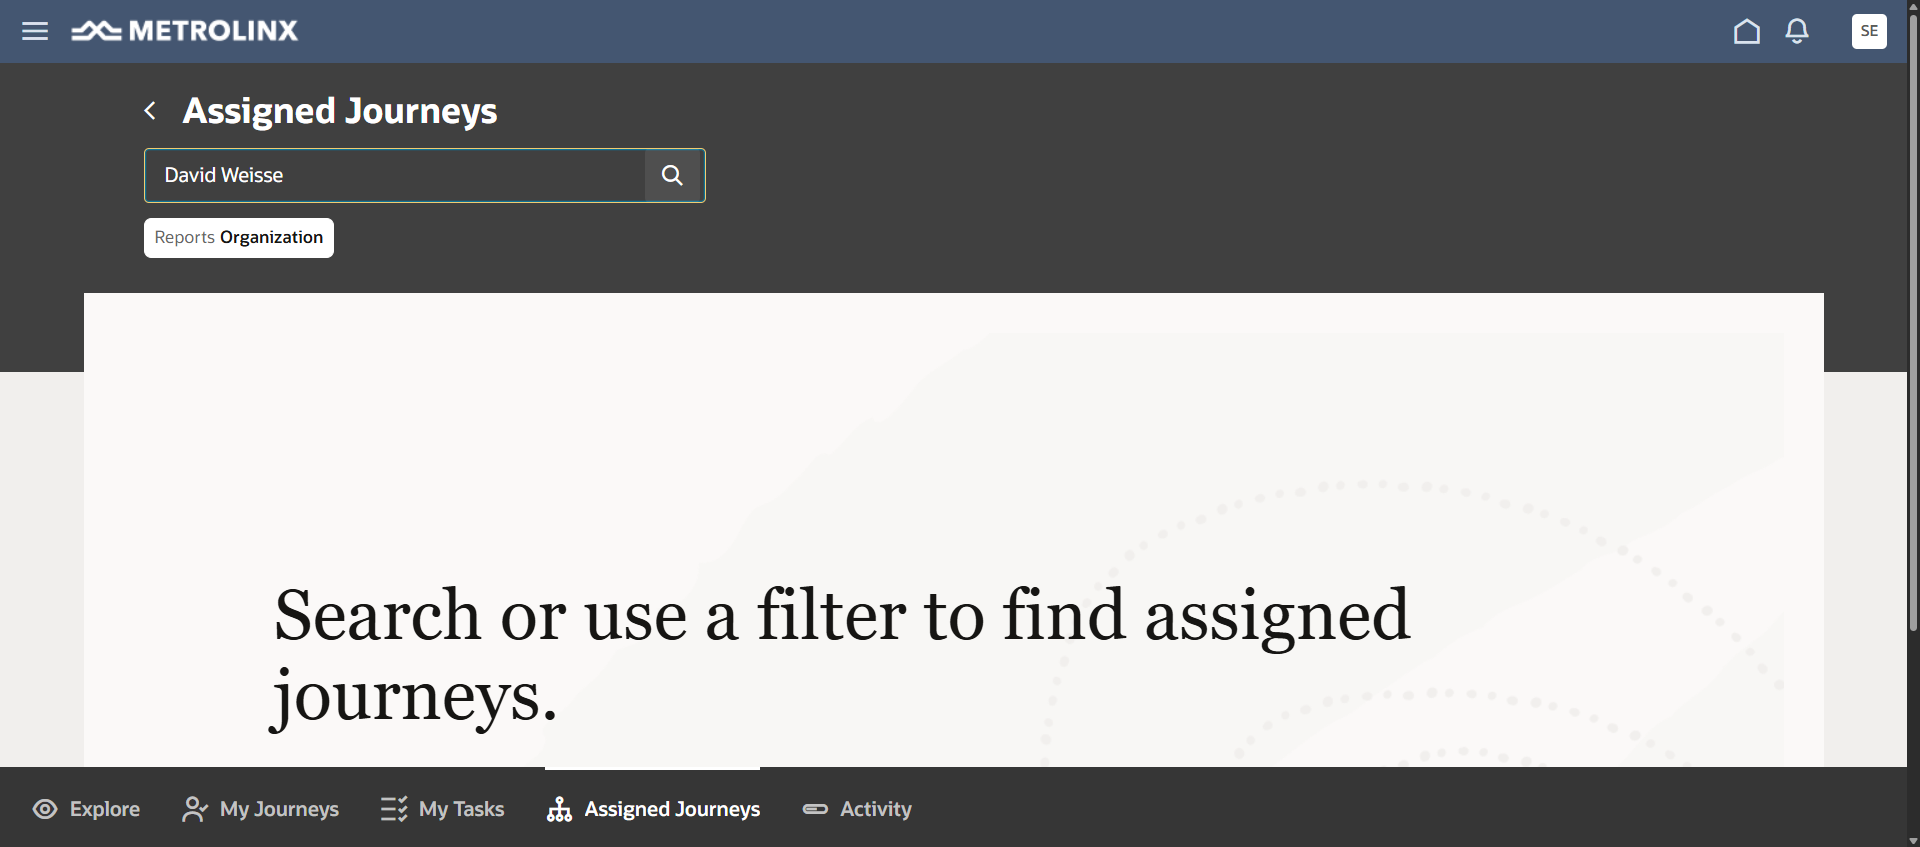 METROLINX
SE
Assigned Journeys
David Weisse
Reports Organization
Search or use a filter to find assigned
journeys.
Explore
My Journeys
My Tasks
Assigned Journeys
Activity